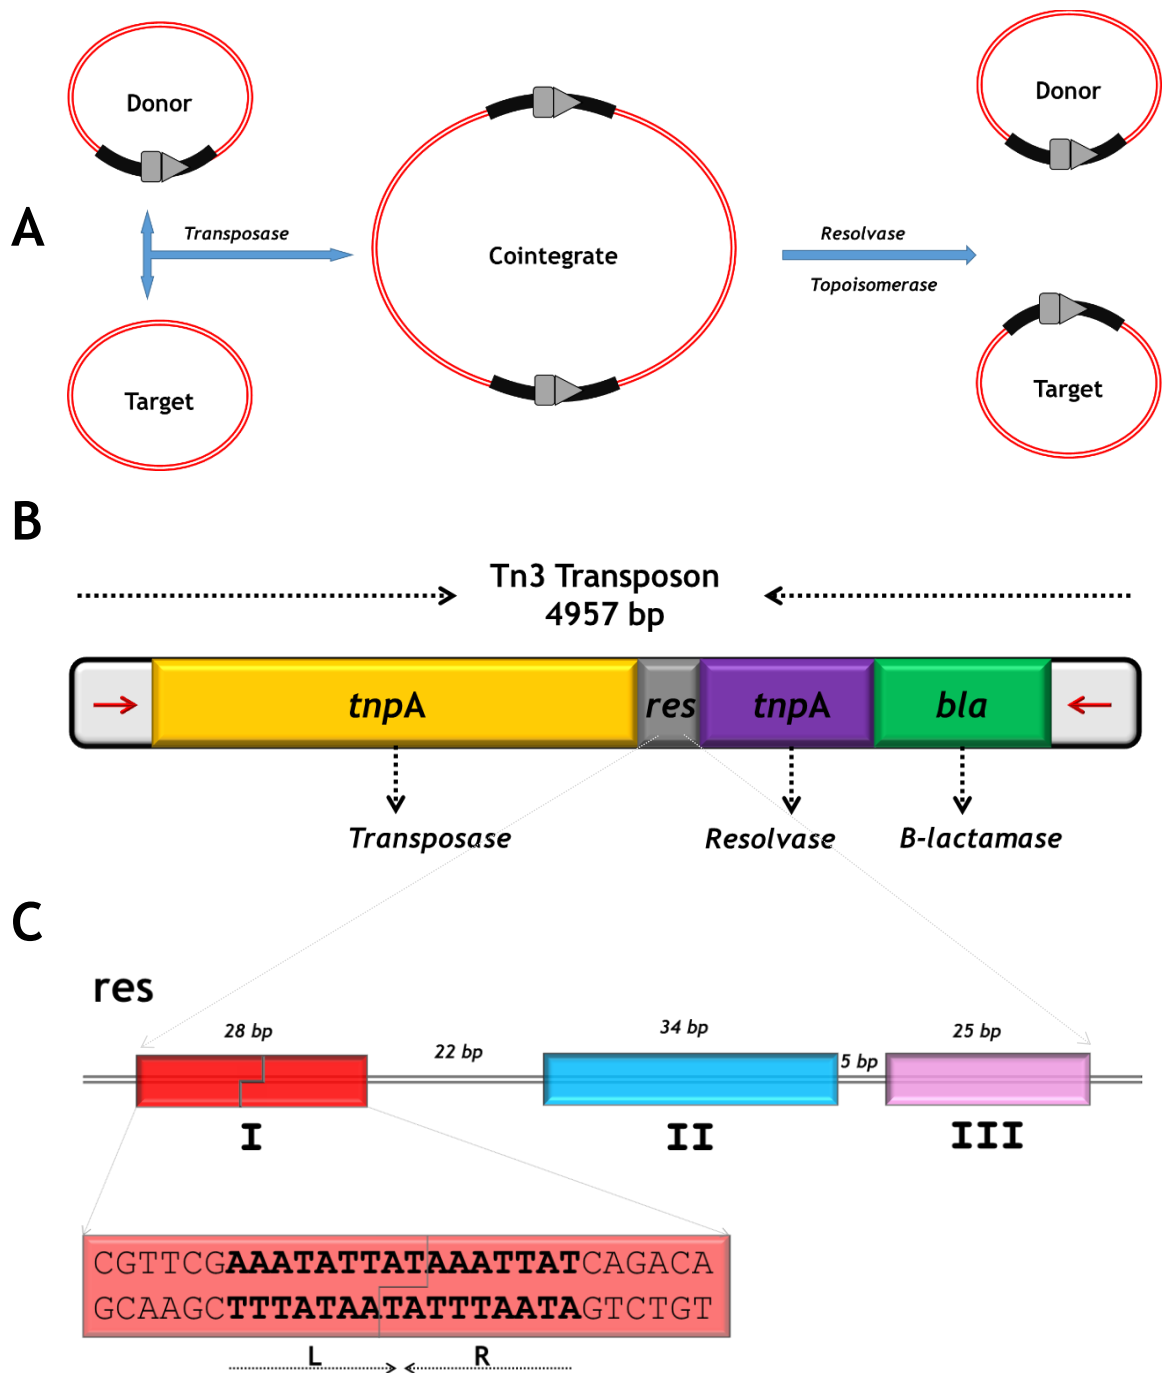 A
Donor
Transposase
Target
Cointegrate
Resolvase
Topoisomerase
Donor
Target
B
Tn3 Transposon
4957 bp
tnpA
res
tnpA
bla
Transposase
Resolvase
B-lactamase
C
res
28 bp
22 bp
34 bp
5 bp
25 bp
I
II
III
CGTTCGAAATATTATAAATTATCAGACA
GCAAGCTTTATAATATTTAATAGTCTGT
L
R